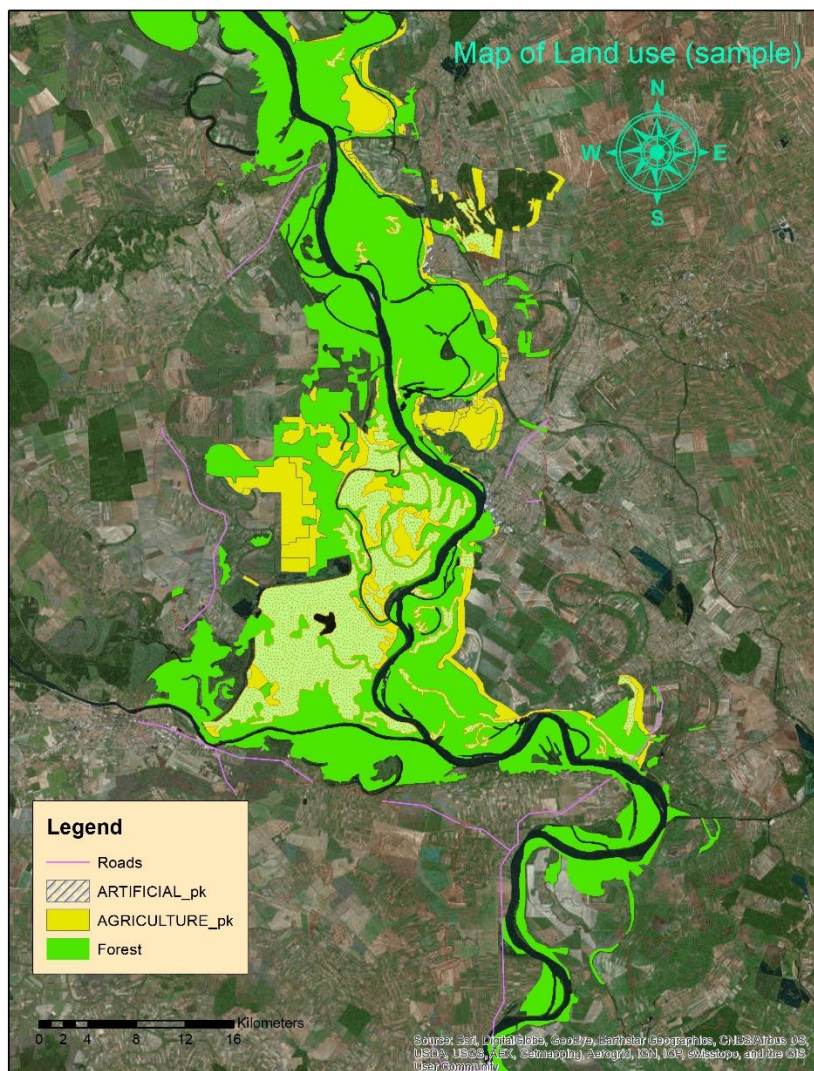 Map of Land use (sample)
N
W E
S
Legend
Roads
ARTIFICIAL_pk
AGRICULTURE_pk
Forest
Kilometers
0 2 4 8 12 16
Source: Esri, DigitalGlobe, GeoEye, Earthstar Geographics, CNES/Airbus DS,
USDA, USGS, AEX, Getmapping, Aerogrid, IGN, IGP, swisstopo, and the GIS
User Community